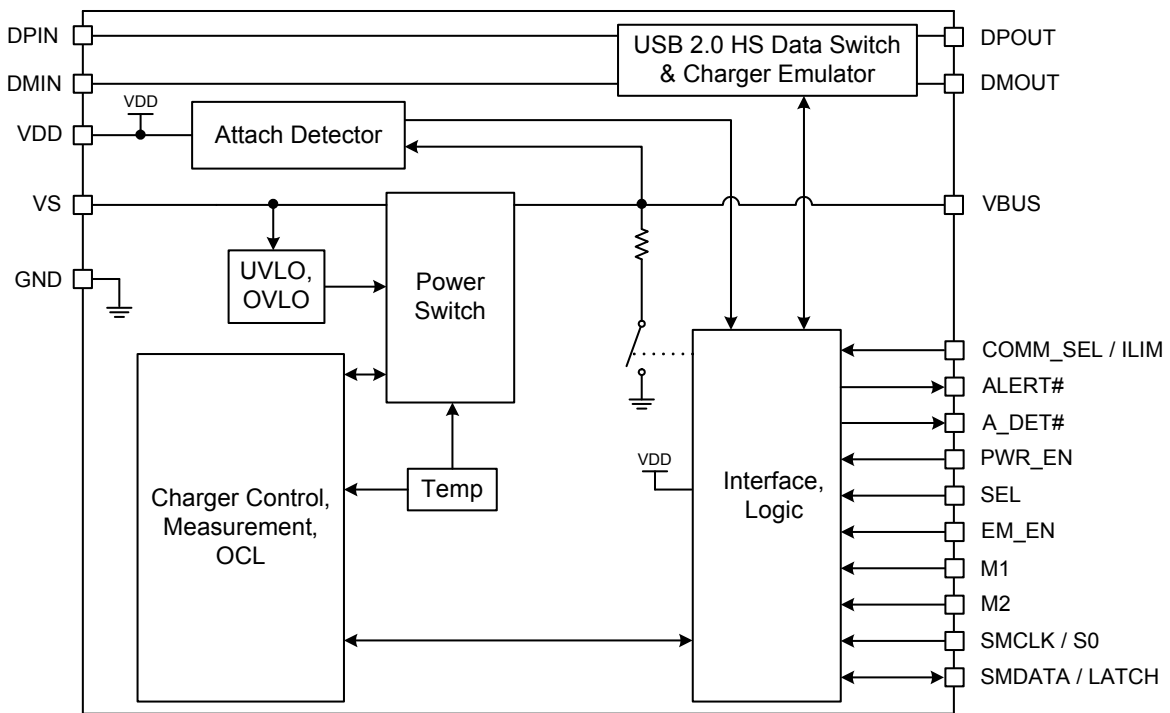 DPIN
USB 2.0 HS Data Switch
& Charger Emulator
DPOUT
DMIN
DMOUT
VDD
VDD
Attach Detector
VS
VBUS
UVLO,
OVLO
Power
Switch
GND
COMM_SEL / ILIM
ALERT#
A_DET#
VDD
PWR_EN
Temp
Interface,
Logic
SEL
Charger Control,
Measurement,
OCL
EM_EN
M1
M2
SMCLK / S0
SMDATA / LATCH